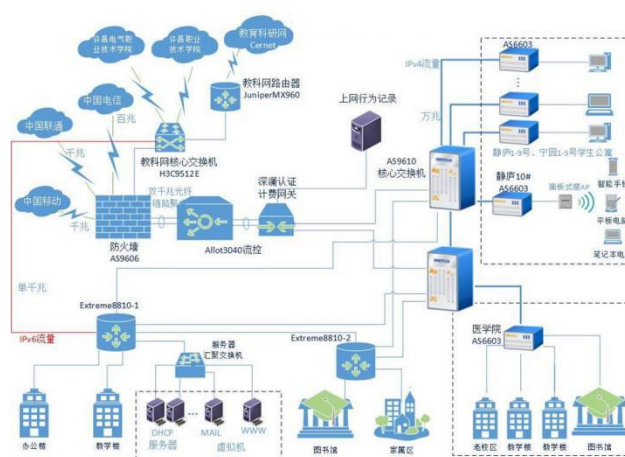 许昌电气职
业技术学院
许昌职业
技术学院
教育科研网
Cernet
中国电信
百兆
中国联通
千兆
中国移动
千兆
教科网路由器
JuniperMX960
教科网核心交换机
H3C9512E
上网行为记录
双千兆光纤
链路聚
深澜认证
计费网关
防火墙
AS9606
Allot3040流控
单千兆
IPv6流量
AS9610
核心交换机
IPv4流量
万兆
AS6603
静庐1-9号、宁园1-5号学生公寓
静庐10#
AS6603
面板式度AP
智能手机
平板电脑
笔记本电
Extreme8810-1
Extreme8810-2
服务器
汇聚交换机
DHCP
MAIL
WWW
服务器
虚拟机
办公楼
教学楼
图书馆
家属区
医学院
AS6603
老校区
教学楼
教学楼
图书馆